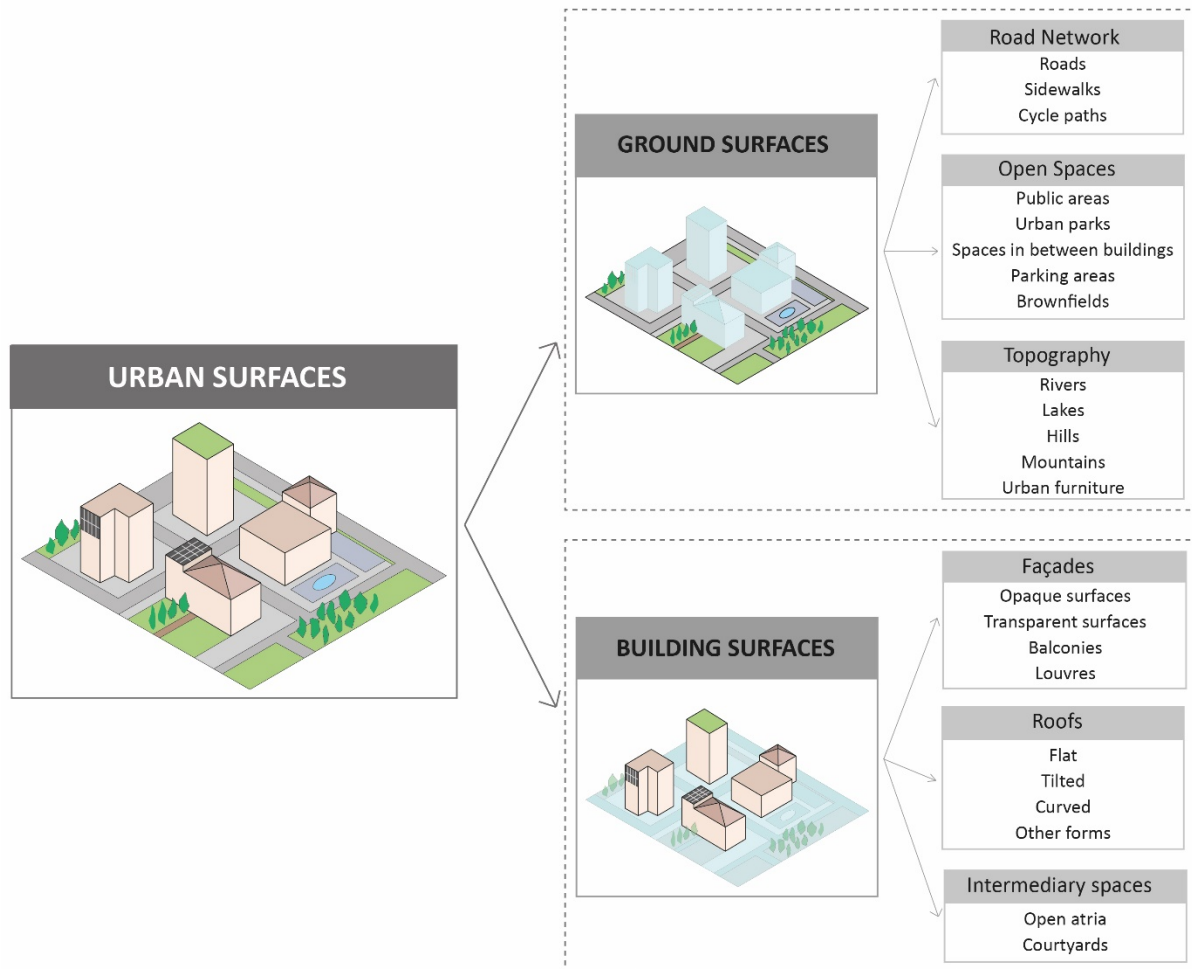 URBAN SURFACES
GROUND SURFACES
Road Network
Roads
Sidewalks
Cycle paths
Open Spaces
Public areas
Urban parks
Spaces in between buildings
Parking areas
Brownfields
Topography
Rivers
Lakes
Hills
Mountains
Urban furniture
BUILDING SURFACES
Façades
Opaque surfaces
Transparent surfaces
Balconies
Louvres
Roofs
Flat
Tilted
Curved
Other forms
Intermediary spaces
Open atria
Courtyards